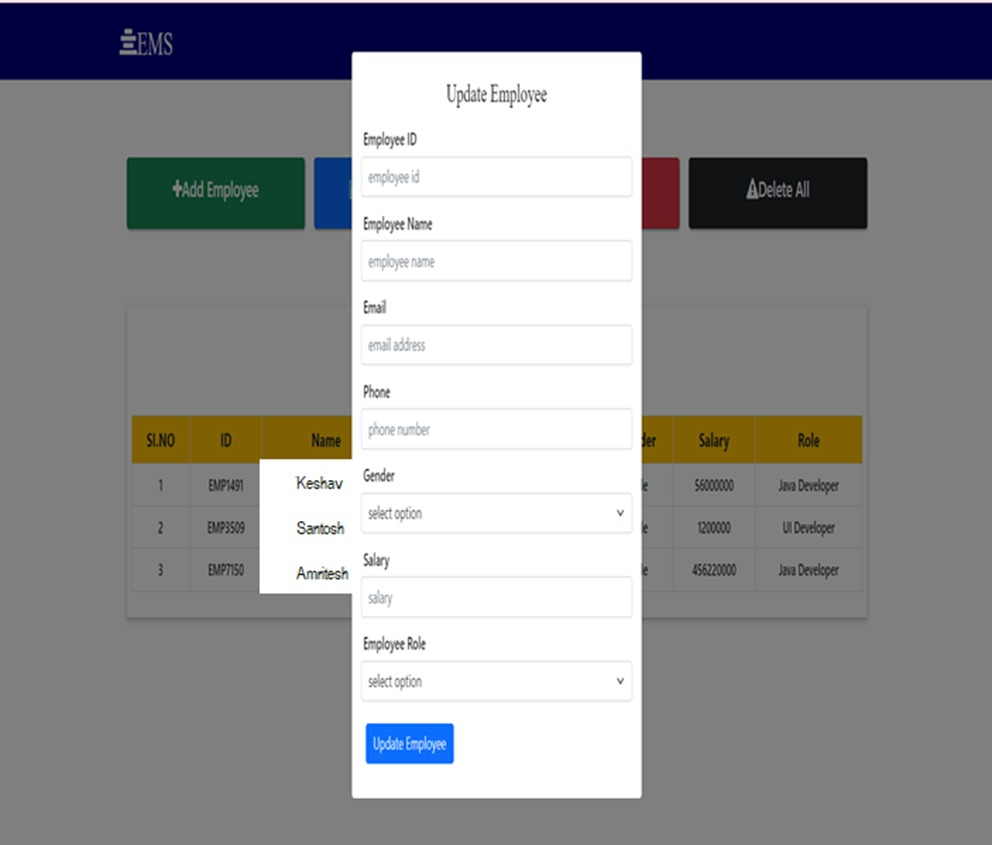 EMS
Update Employee
Employee ID
employee id
Add Employee
Delete All
Employee Name
employee name
Email
email address
Phone
phone number
SI.NO ID Name Salary Role
Gender
select option
1 EMP1491 Keshav 56000000 Java Developer
2 EMP3509 Santosh 1200000 UI Developer
3 EMP7150 Amritesh 456220000 Java Developer
Salary
salary
Employee Role
select option
Update Employee